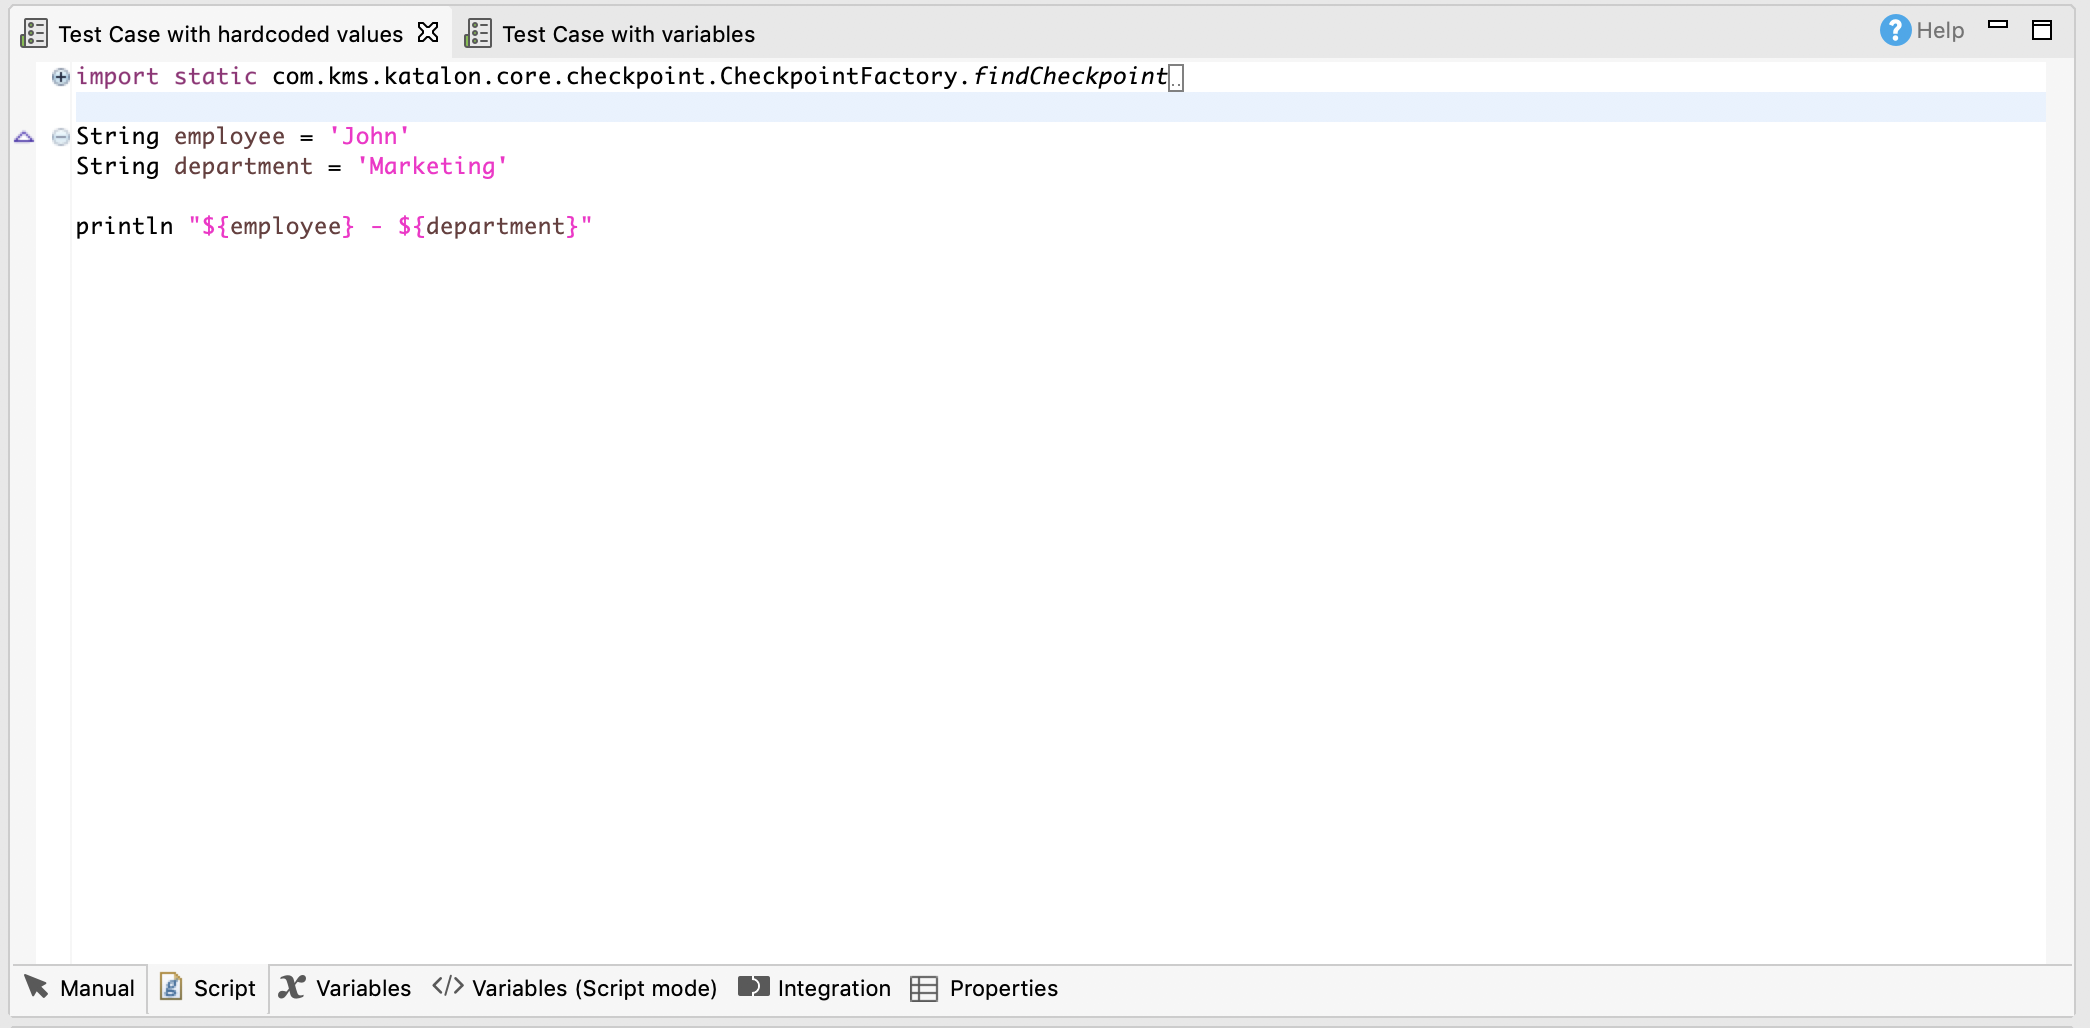 Test Case with hardcoded values Test Case with variables Help
import static com.kms.katalon.core.checkpoint.CheckpointFactory.findCheckpoint..
String employee = 'John'
String department = 'Marketing'
println "${employee} - ${department}"
Manual Script Variables Variables (Script mode) Integration Properties